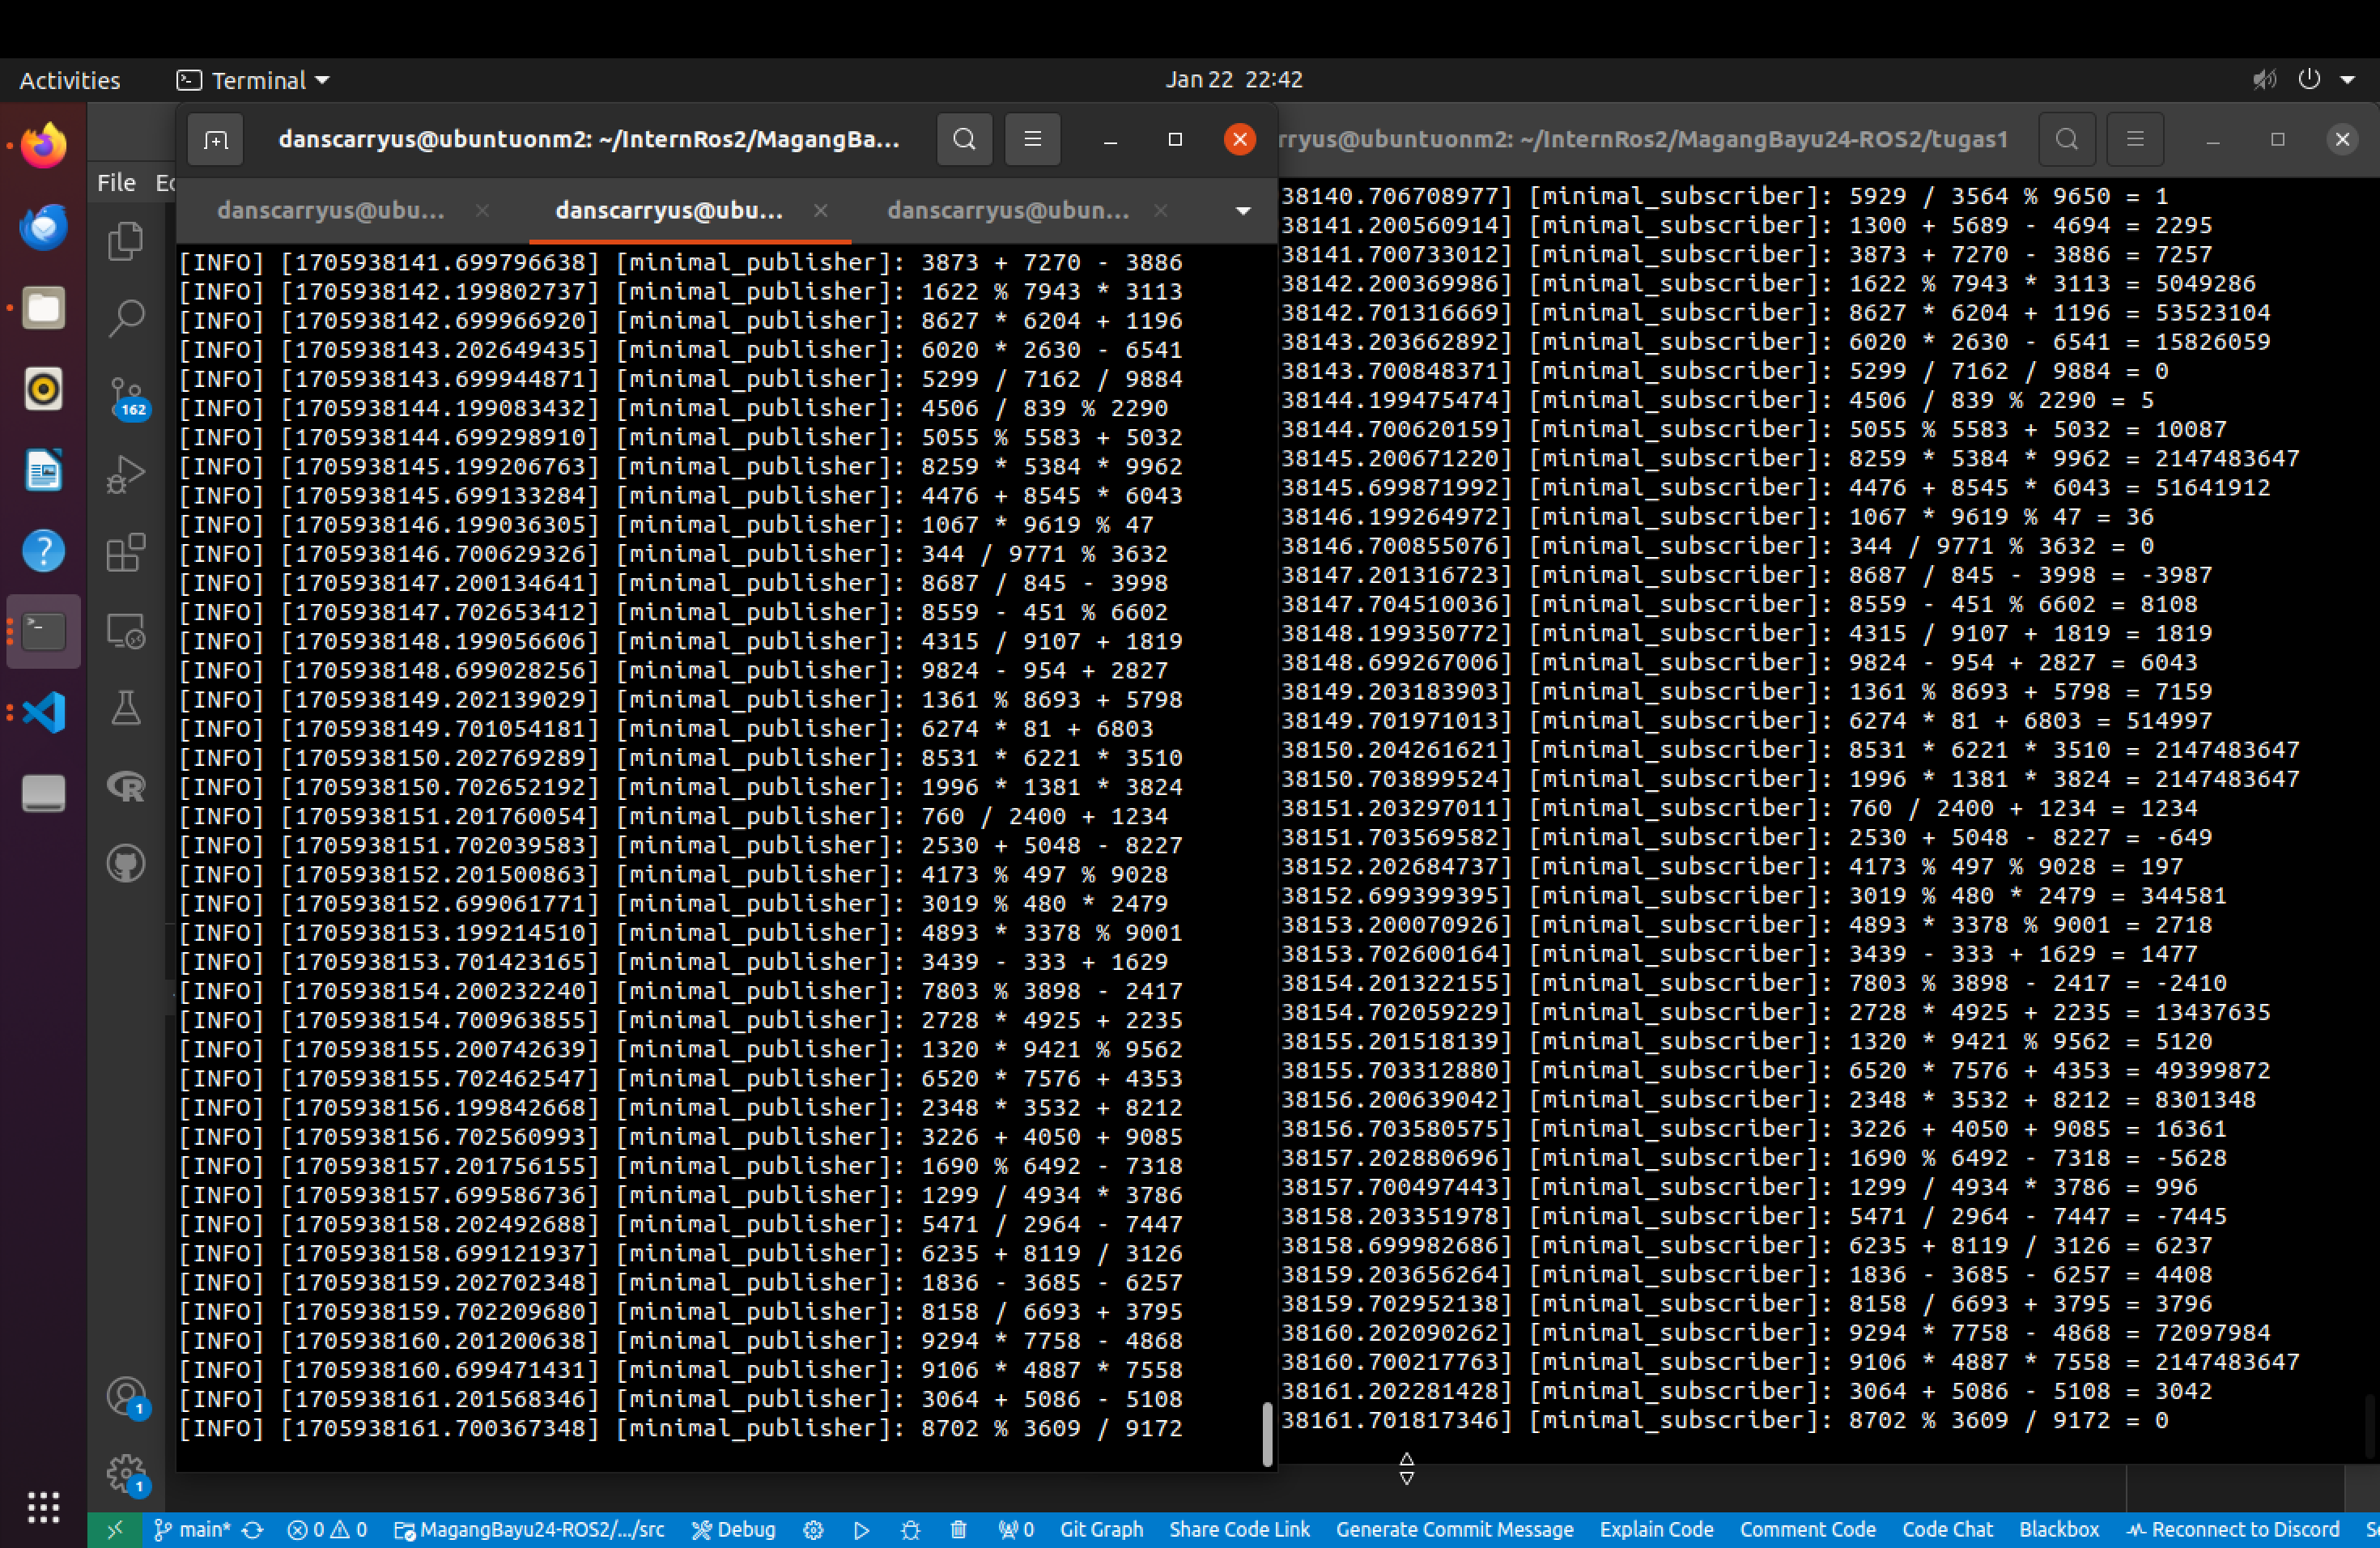 Activities
Terminal
Jan 22 22:42
danscarryus@ubuntuonm2: ~/InternRos2/MagangBa...
rryus@ubuntuonm2: ~/InternRos2/MagangBayu24-ROS2/tugas1
File
danscarryus@ubu...
danscarryus@ubu...
danscarryus@ubun...
[INFO] [1705938141.699796638] [minimal_publisher]: 3873 + 7270 - 3886
[INFO] [1705938142.199802737] [minimal_publisher]: 1622 % 7943 * 3113
[INFO] [1705938142.699966920] [minimal_publisher]: 8627 * 6204 + 1196
[INFO] [1705938143.202649435] [minimal_publisher]: 6020 * 2630 - 6541
[INFO] [1705938143.699944871] [minimal_publisher]: 5299 / 7162 / 9884
[INFO] [1705938144.199083432] [minimal_publisher]: 4506 / 839 % 2290
[INFO] [1705938144.699298910] [minimal_publisher]: 5055 % 5583 + 5032
[INFO] [1705938145.199206763] [minimal_publisher]: 8259 * 5384 * 9962
[INFO] [1705938145.699133284] [minimal_publisher]: 4476 + 8545 * 6043
[INFO] [1705938146.199036305] [minimal_publisher]: 1067 * 9619 % 47
[INFO] [1705938146.700629326] [minimal_publisher]: 344 / 9771 % 3632
[INFO] [1705938147.200134641] [minimal_publisher]: 8687 / 845 - 3998
[INFO] [1705938147.702653412] [minimal_publisher]: 8559 - 451 % 6602
[INFO] [1705938148.199056606] [minimal_publisher]: 4315 / 9107 + 1819
[INFO] [1705938148.699028256] [minimal_publisher]: 9824 - 954 + 2827
[INFO] [1705938149.202139029] [minimal_publisher]: 1361 % 8693 + 5798
[INFO] [1705938149.701054181] [minimal_publisher]: 6274 * 81 + 6803
[INFO] [1705938150.202769289] [minimal_publisher]: 8531 * 6221 * 3510
[INFO] [1705938150.702652192] [minimal_publisher]: 1996 * 1381 * 3824
[INFO] [1705938151.201760054] [minimal_publisher]: 760 / 2400 + 1234
[INFO] [1705938151.702039583] [minimal_publisher]: 2530 + 5048 - 8227
[INFO] [1705938152.201500863] [minimal_publisher]: 4173 % 497 % 9028
[INFO] [1705938152.699061771] [minimal_publisher]: 3019 % 480 * 2479
[INFO] [1705938153.199214510] [minimal_publisher]: 4893 * 3378 % 9001
[INFO] [1705938153.701423165] [minimal_publisher]: 3439 - 333 + 1629
[INFO] [1705938154.200232240] [minimal_publisher]: 7803 % 3898 - 2417
[INFO] [1705938154.700963855] [minimal_publisher]: 2728 * 4925 + 2235
[INFO] [1705938155.200742639] [minimal_publisher]: 1320 * 9421 % 9562
[INFO] [1705938155.702462547] [minimal_publisher]: 6520 * 7576 + 4353
[INFO] [1705938156.199842668] [minimal_publisher]: 2348 * 3532 + 8212
[INFO] [1705938156.702560993] [minimal_publisher]: 3226 + 4050 + 9085
[INFO] [1705938157.201756155] [minimal_publisher]: 1690 % 6492 - 7318
[INFO] [1705938157.699586736] [minimal_publisher]: 1299 / 4934 * 3786
[INFO] [1705938158.202492688] [minimal_publisher]: 5471 / 2964 - 7447
[INFO] [1705938158.699121937] [minimal_publisher]: 6235 + 8119 / 3126
[INFO] [1705938159.202702348] [minimal_publisher]: 1836 - 3685 - 6257
[INFO] [1705938159.702209680] [minimal_publisher]: 8158 / 6693 + 3795
[INFO] [1705938160.201200638] [minimal_publisher]: 9294 * 7758 - 4868
[INFO] [1705938160.699471431] [minimal_publisher]: 9106 * 4887 * 7558
[INFO] [1705938161.201568346] [minimal_publisher]: 3064 + 5086 - 5108
[INFO] [1705938161.700367348] [minimal_publisher]: 8702 % 3609 / 9172
38140.706708977] [minimal_subscriber]: 5929 / 3564 % 9650 = 1
38141.200560914] [minimal_subscriber]: 1300 + 5689 - 4694 = 2295
38141.700733012] [minimal_subscriber]: 3873 + 7270 - 3886 = 7257
38142.200369986] [minimal_subscriber]: 1622 % 7943 * 3113 = 5049286
38142.701316669] [minimal_subscriber]: 8627 * 6204 + 1196 = 53523104
38143.203662892] [minimal_subscriber]: 6020 * 2630 - 6541 = 15826059
38143.700848371] [minimal_subscriber]: 5299 / 7162 / 9884 = 0
38144.199475474] [minimal_subscriber]: 4506 / 839 % 2290 = 5
38144.700620159] [minimal_subscriber]: 5055 % 5583 + 5032 = 10087
38145.200671220] [minimal_subscriber]: 8259 * 5384 * 9962 = 2147483647
38145.699871992] [minimal_subscriber]: 4476 + 8545 * 6043 = 51641912
38146.199264972] [minimal_subscriber]: 1067 * 9619 % 47 = 36
38146.700855076] [minimal_subscriber]: 344 / 9771 % 3632 = 0
38147.201316723] [minimal_subscriber]: 8687 / 845 - 3998 = -3987
38147.704510036] [minimal_subscriber]: 8559 - 451 % 6602 = 8108
38148.199350772] [minimal_subscriber]: 4315 / 9107 + 1819 = 1819
38148.699267006] [minimal_subscriber]: 9824 - 954 + 2827 = 6043
38149.203183903] [minimal_subscriber]: 1361 % 8693 + 5798 = 7159
38149.701971013] [minimal_subscriber]: 6274 * 81 + 6803 = 514997
38150.204261621] [minimal_subscriber]: 8531 * 6221 * 3510 = 2147483647
38150.703899524] [minimal_subscriber]: 1996 * 1381 * 3824 = 2147483647
38151.203297011] [minimal_subscriber]: 760 / 2400 + 1234 = 1234
38151.703569582] [minimal_subscriber]: 2530 + 5048 - 8227 = -649
38152.202684737] [minimal_subscriber]: 4173 % 497 % 9028 = 197
38152.699399395] [minimal_subscriber]: 3019 % 480 * 2479 = 344581
38153.200070926] [minimal_subscriber]: 4893 * 3378 % 9001 = 2718
38153.702600164] [minimal_subscriber]: 3439 - 333 + 1629 = 1477
38154.201322155] [minimal_subscriber]: 7803 % 3898 - 2417 = -2410
38154.702059229] [minimal_subscriber]: 2728 * 4925 + 2235 = 13437635
38155.201518139] [minimal_subscriber]: 1320 * 9421 % 9562 = 5120
38155.703312880] [minimal_subscriber]: 6520 * 7576 + 4353 = 49399872
38156.200639042] [minimal_subscriber]: 2348 * 3532 + 8212 = 8301348
38156.703580575] [minimal_subscriber]: 3226 + 4050 + 9085 = 16361
38157.202880696] [minimal_subscriber]: 1690 % 6492 - 7318 = -5628
38157.700497443] [minimal_subscriber]: 1299 / 4934 * 3786 = 996
38158.203351978] [minimal_subscriber]: 5471 / 2964 - 7447 = -7445
38158.699982686] [minimal_subscriber]: 6235 + 8119 / 3126 = 6237
38159.203656264] [minimal_subscriber]: 1836 - 3685 - 6257 = 4408
38159.702952138] [minimal_subscriber]: 8158 / 6693 + 3795 = 3796
38160.202090262] [minimal_subscriber]: 9294 * 7758 - 4868 = 72097984
38160.700217763] [minimal_subscriber]: 9106 * 4887 * 7558 = 2147483647
38161.202281428] [minimal_subscriber]: 3064 + 5086 - 5108 = 3042
38161.701817346] [minimal_subscriber]: 8702 % 3609 / 9172 = 0
162
1
1
main* 0 0 MagangBayu24-ROS2/.../src Debug 0 Git Graph Share Code Link Generate Commit Message Explain Code Comment Code Code Chat Blackbox Reconnect to Discord